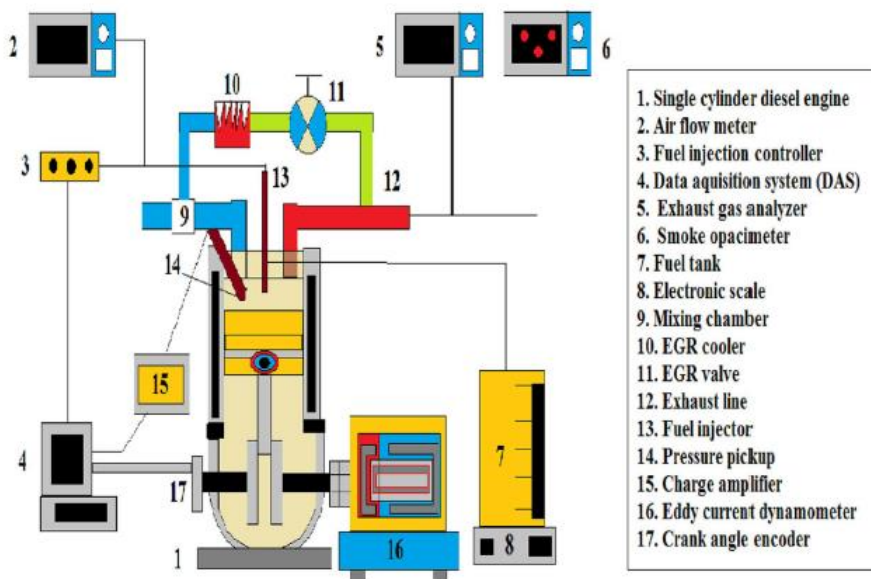 2
5
6
10
11
3
13
12
9
14
15
4
7
17
16
8
1
1. Single cylinder diesel engine
2. Air flow meter
3. Fuel injection controller
4. Data aquisition system (DAS)
5. Exhaust gas analyzer
6. Smoke opacimeter
7. Fuel tank
8. Electronic scale
9. Mixing chamber
10. EGR cooler
11. EGR valve
12. Exhaust line
13. Fuel injector
14. Pressure pickup
15. Charge amplifier
16. Eddy current dynamometer
17. Crank angle encoder